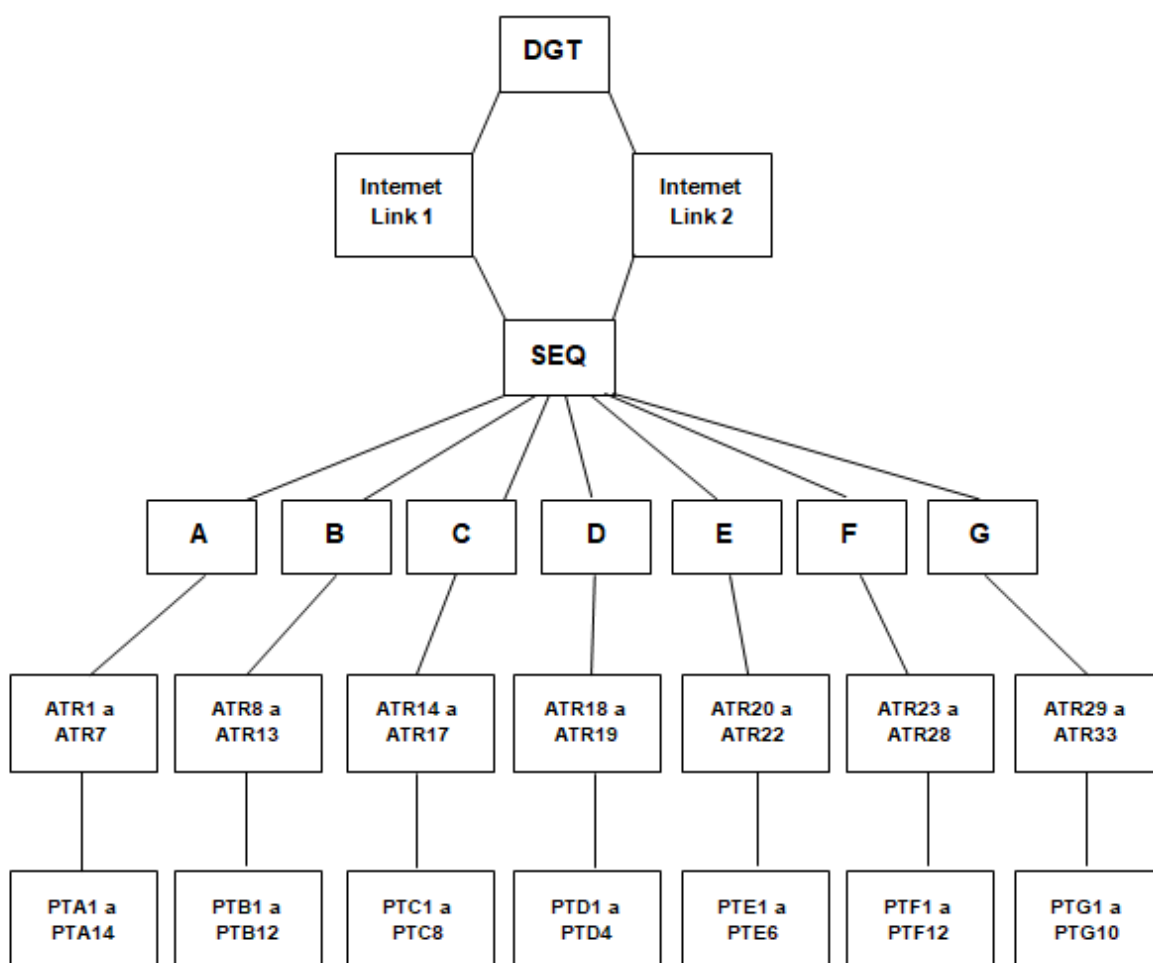 DGT
Internet
Link 1
Internet
Link 2
SEQ
A
B
C
D
E
F
G
ATR1 a
ATR7
ATR8 a
ATR13
ATR14 a
ATR17
ATR18 a
ATR19
ATR20 a
ATR22
ATR23 a
ATR28
ATR29 a
ATR33
PTA1 a
PTA14
PTB1 a
PTB12
PTC1 a
PTC8
PTD1 a
PTD4
PTE1 a
PTE6
PTF1 a
PTF12
PTG1 a
PTG10